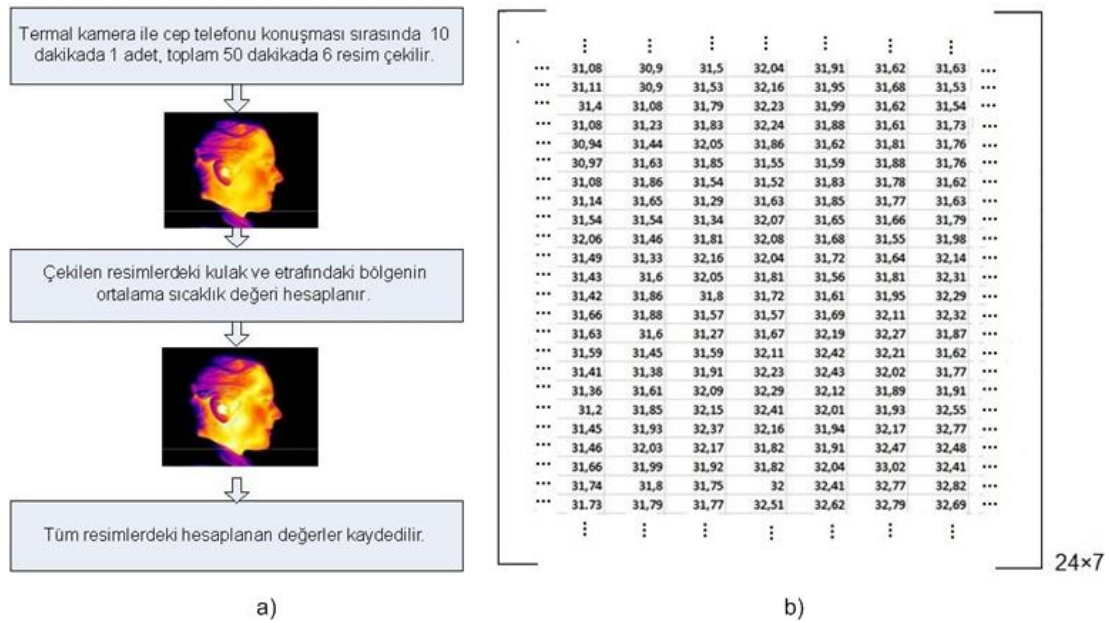 Termal kamera ile cep telefonu konuşması sırasında 10
dakikada 1 adet, toplam 50 dakikada 6 resim çekilir.
Çekilen resimlerdeki kulak ve etrafındaki bölgenin
ortalama sıcaklık değeri hesaplanır.
Tüm resimlerdeki hesaplanan değerler kaydedilir.
a)
⋮ ⋮ ⋮ ⋮ ⋮ ⋮ ⋮
... 31,08 30,9 31,5 32,04 31,91 31,62 31,63 ...
... 31,11 30,9 31,53 32,16 31,95 31,68 31,53 ...
... 31,4 31,08 31,79 32,23 31,99 31,62 31,54 ...
... 31,08 31,23 31,83 32,24 31,88 31,61 31,73 ...
... 30,94 31,44 32,05 31,86 31,62 31,81 31,76 ...
... 30,97 31,63 31,85 31,55 31,59 31,88 31,76 ...
... 31,08 31,86 31,54 31,52 31,83 31,78 31,62 ...
... 31,14 31,65 31,29 31,63 31,85 31,77 31,63 ...
... 31,54 31,54 31,34 32,07 31,65 31,66 31,79 ...
... 32,06 31,46 31,81 32,08 31,68 31,55 31,98 ...
... 31,49 31,33 32,16 32,04 31,72 31,64 32,14 ...
... 31,43 31,6 32,05 31,81 31,56 31,81 32,31 ...
... 31,42 31,86 31,8 31,72 31,61 31,95 32,29 ...
... 31,66 31,88 31,57 31,57 31,69 32,11 32,32 ...
... 31,63 31,6 31,27 31,67 32,19 32,27 31,87 ...
... 31,59 31,45 31,59 32,11 32,42 32,21 31,62 ...
... 31,41 31,38 31,91 32,23 32,43 32,02 31,77 ...
... 31,36 31,61 32,09 32,29 32,12 31,89 31,91 ...
... 31,2 31,85 32,15 32,41 32,01 31,93 32,55 ...
... 31,45 31,93 32,37 32,16 31,94 32,17 32,77 ...
... 31,46 32,03 32,17 31,82 31,91 32,47 32,48 ...
... 31,66 31,99 31,92 31,82 32,04 33,02 32,41 ...
... 31,74 31,8 31,75 32 32,41 32,77 32,82 ...
... 31.73 31,79 31,77 32,51 32,62 32,79 32,69 ...
⋮ ⋮ ⋮ ⋮ ⋮ ⋮ ⋮
24×7
b)